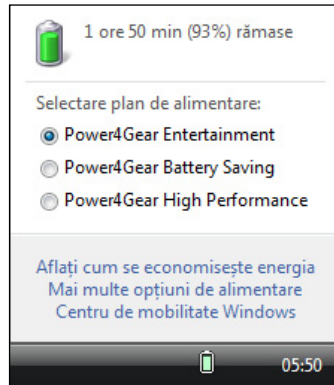 1 ore 50 min (93%) rămase
Selectare plan de alimentare:
Power4Gear Entertainment
Power4Gear Battery Saving
Power4Gear High Performance
Aflați cum se economisește energia
Mai multe opțiuni de alimentare
Centru de mobilitate Windows
05:50